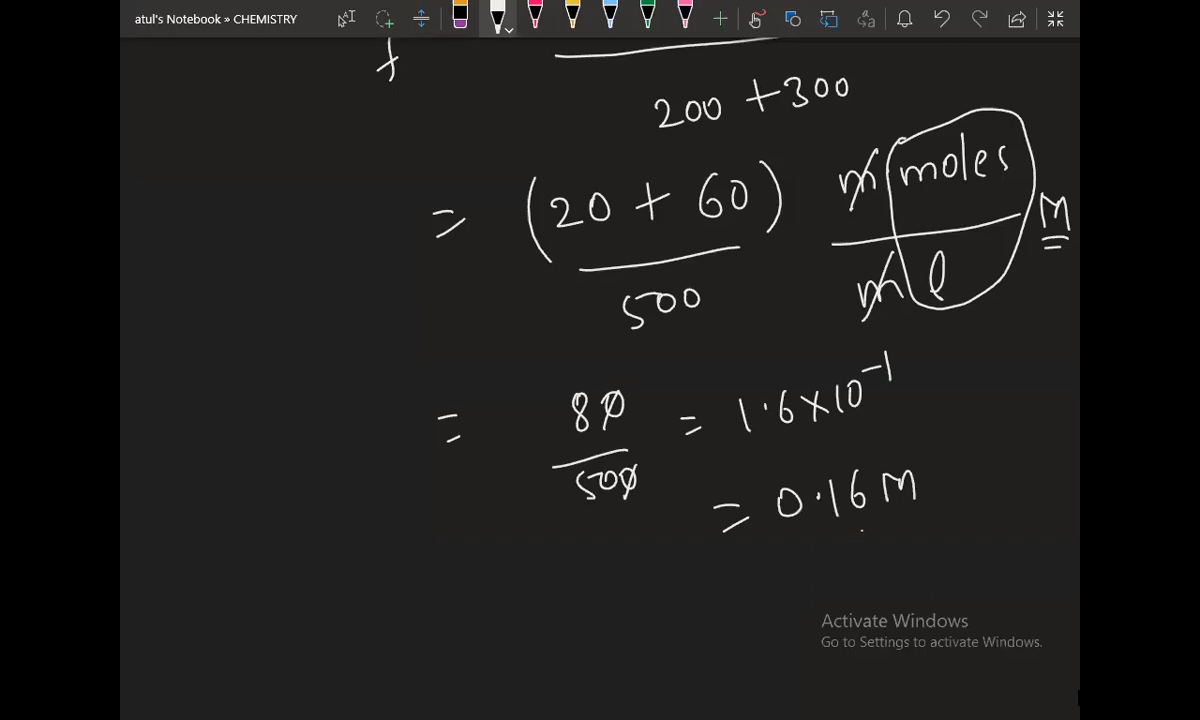 atul's Notebook » CHEMISTRY
f
200 + 300
= (20 + 60) m moles
500 m l M
= 80 = 1.6 × 10⁻¹
500
= 0.16 M
Activate Windows
Go to Settings to activate Windows.